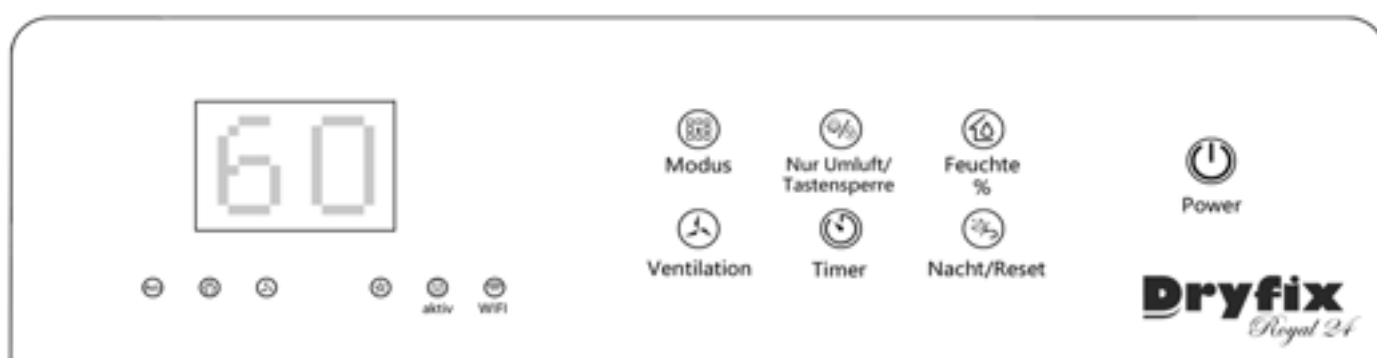 60
Modus
Nur Umluft/
Tastensperre
Feuchte
%
Power
Ventilation
Timer
Nacht/Reset
aktiv
WIFI
Dryfix
Royal 24